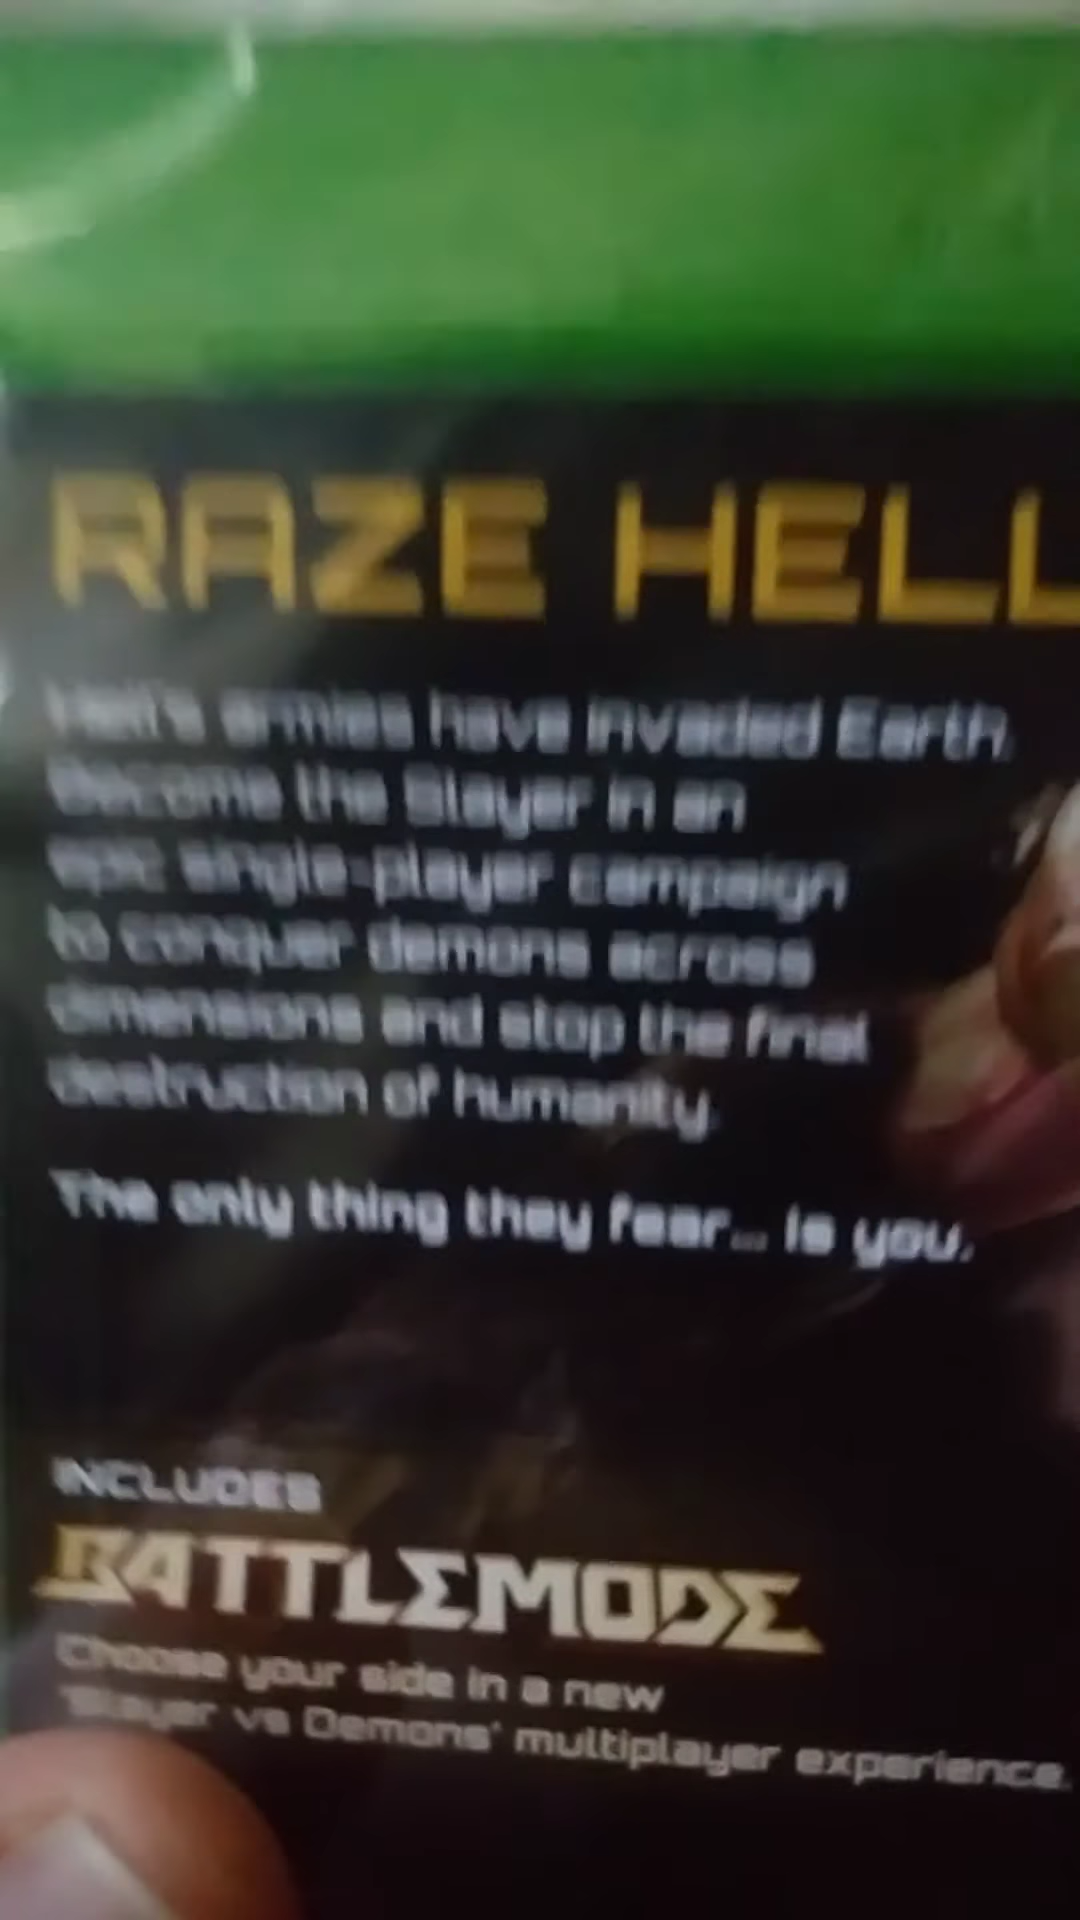 RAZE HELL
Hell's armies have invaded Earth.
Become the Slayer in an
epic single-player campaign
to conquer demons across
dimensions and stop the final
destruction of humanity.
The only thing they fear... is you.
INCLUDES
BATTLEMODE
Choose your side in a new
'Slayer vs Demons' multiplayer experience.